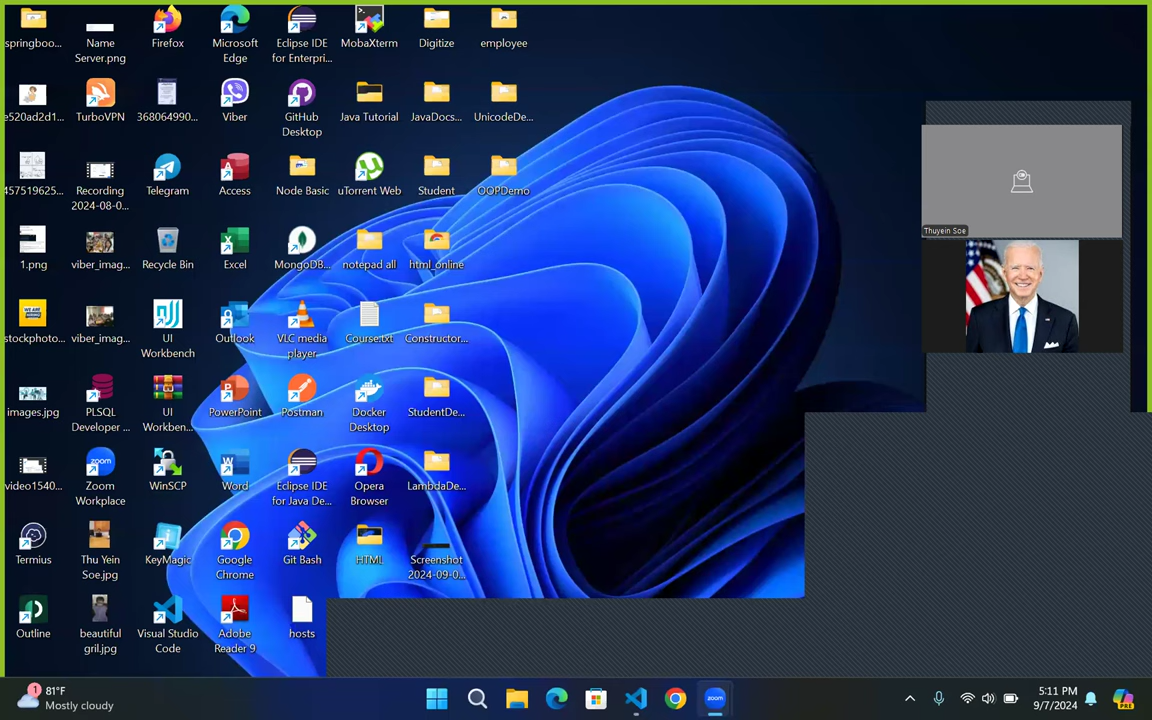 springboo...
Name
Server.png
Firefox
Microsoft
Edge
Eclipse IDE
for Enterpri...
MobaXterm
Digitize
employee
e520ad2d1...
TurboVPN
368064990...
Viber
GitHub
Desktop
Java Tutorial
JavaDocs...
UnicodeDe...
457519625...
Recording
2024-08-0...
Telegram
Access
Node Basic
uTorrent Web
Student
OOPDemo
1.png
viber_imag...
Recycle Bin
Excel
MongoDB...
notepad all
html_online
stockphoto...
viber_imag...
UI
Workbench
Outlook
VLC media
player
Course.txt
Constructor...
images.jpg
PLSQL
Developer ...
UI
Workben...
PowerPoint
Postman
Docker
Desktop
StudentDe...
video1540...
zoom
Zoom
Workplace
WinSCP
Word
Eclipse IDE
for Java De...
Opera
Browser
LambdaDe...
Termius
Thu Yein
Soe.jpg
KeyMagic
Google
Chrome
Git Bash
HTML
Screenshot
2024-09-0...
Outline
beautiful
gril.jpg
Visual Studio
Code
Adobe
Reader 9
hosts
Thuyein Soe
1
81°F
Mostly cloudy
zoom
5:11 PM
9/7/2024
PRE